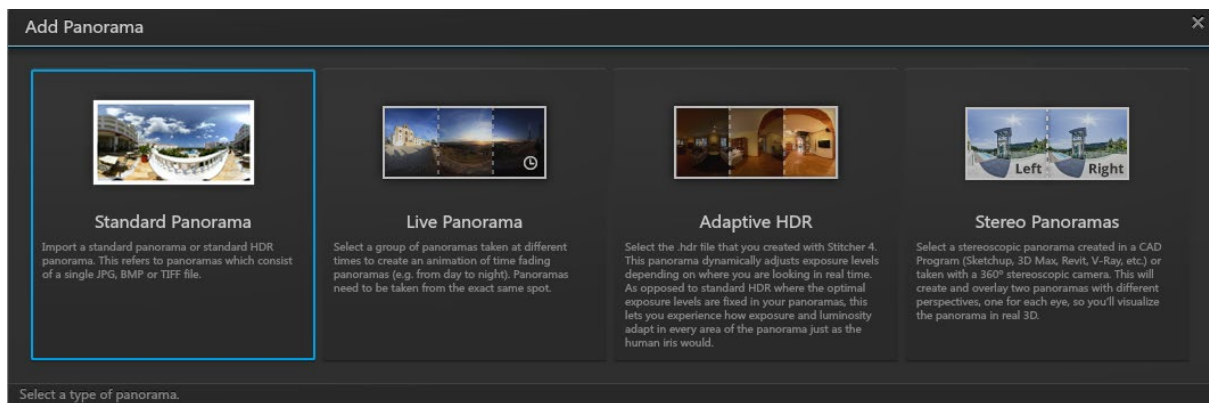 Add Panorama
Left
Right
Standard Panorama
Import a standard panorama or standard HDR
panorama. This refers to panoramas which consist
of a single JPG, BMP or TIFF file.
Live Panorama
Select a group of panoramas taken at different
times to create an animation of time fading
panoramas (e.g. from day to night). Panoramas
need to be taken from the exact same spot.
Adaptive HDR
Select the .hdr file that you created with Stitcher 4.
This panorama dynamically adjusts exposure levels
depending on where you are looking in real time.
As opposed to standard HDR where the optimal
exposure levels are fixed in your panoramas, this
lets you experience how exposure and luminosity
adapt in every area of the panorama just as the
human iris would.
Stereo Panoramas
Select a stereoscopic panorama created in a CAD
Program (Sketchup, 3D Max, Revit, V-Ray, etc.) or
taken with a 360º stereoscopic camera. This will
create and overlay two panoramas with different
perspectives, one for each eye, so you'll visualize
the panorama in real 3D.
Select a type of panorama.